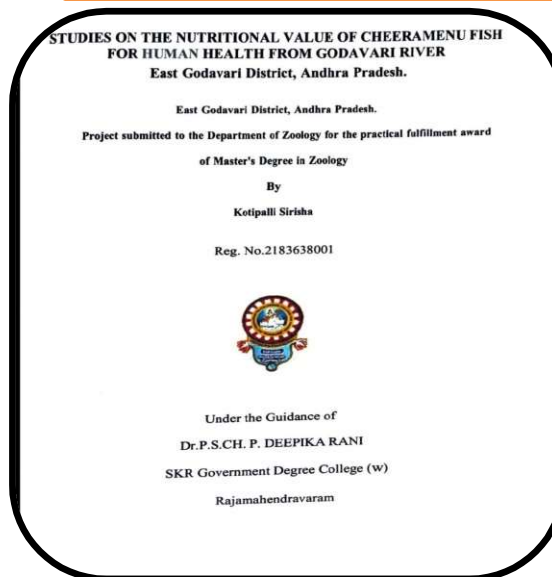 STUDIES ON THE NUTRITIONAL VALUE OF CHEERAMENU FISH
FOR HUMAN HEALTH FROM GODAVARI RIVER
East Godavari District, Andhra Pradesh.
East Godavari District, Andhra Pradesh.
Project submitted to the Department of Zoology for the practical fulfillment award
of Master's Degree in Zoology
By
Kotipalli Sirisha
Reg. No.2183638001
Under the Guidance of
Dr.P.S.CH. P. DEEPIKA RANI
SKR Government Degree College (w)
Rajamahendravaram